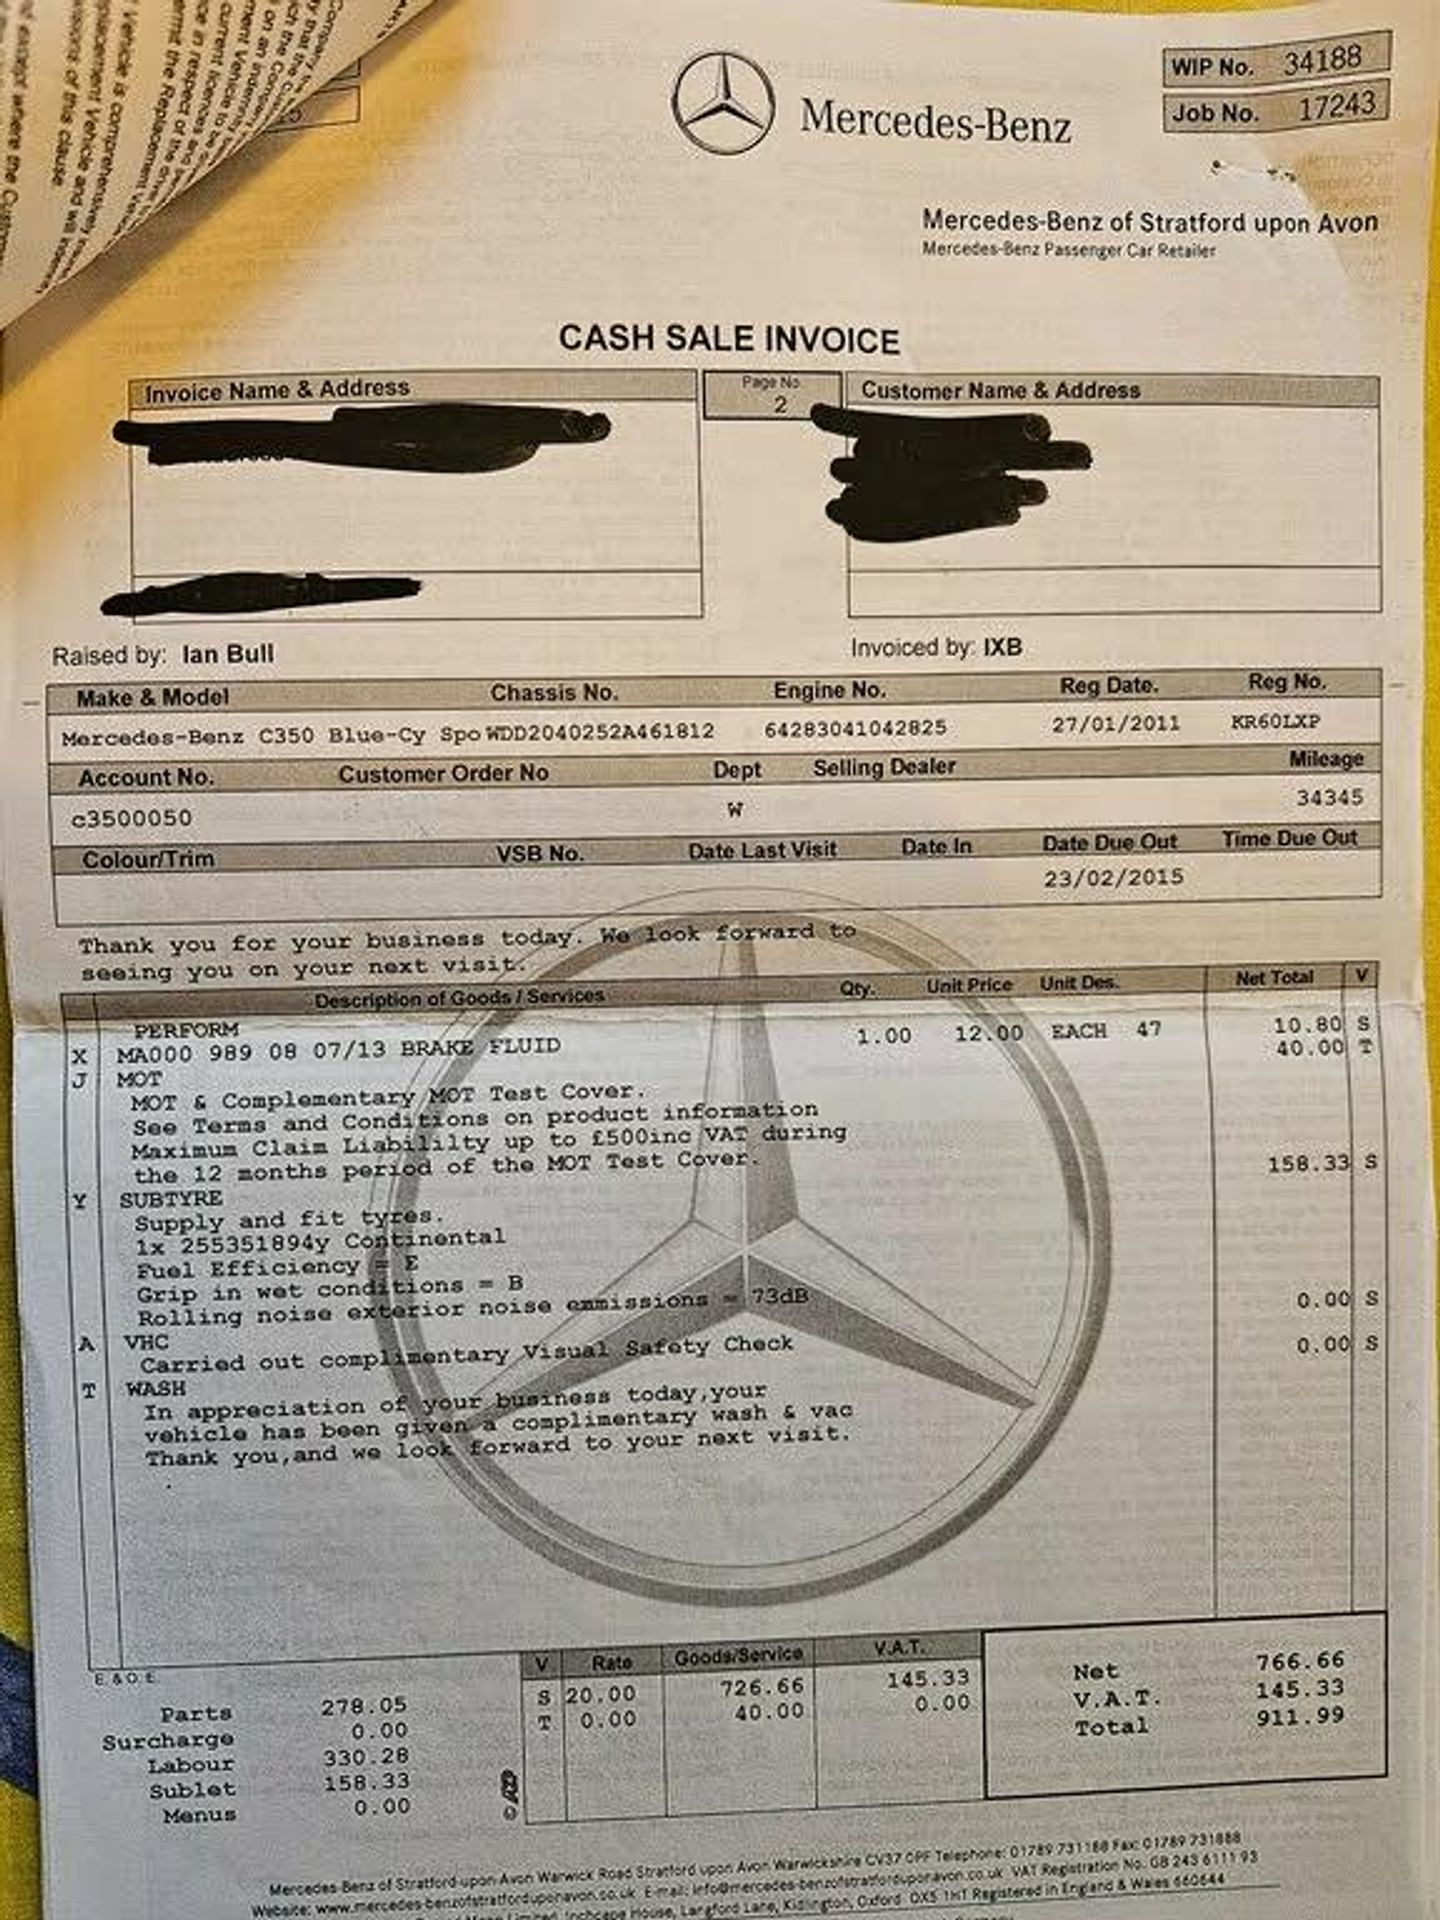 WIP No. 34188
Job No. 17243
Mercedes-Benz
Mercedes-Benz of Stratford upon Avon
Mercedes-Benz Passenger Car Retailer
CASH SALE INVOICE
Invoice Name & Address
Page No
2
Customer Name & Address
Raised by: Ian Bull
Invoiced by: IXB
Make & Model Chassis No. Engine No. Reg Date. Reg No.
Mercedes-Benz C350 Blue-Cy Spo WDD2040252A461812 64283041042825 27/01/2011 KR60LXP
Account No. Customer Order No Dept Selling Dealer Mileage
c3500050 W 34345
Colour/Trim VSB No. Date Last Visit Date In Date Due Out Time Due Out
23/02/2015
Thank you for your business today. We look forward to
seeing you on your next visit.
Description of Goods / Services Qty. Unit Price Unit Des. Net Total V
PERFORM
X MA000 989 08 07/13 BRAKE FLUID 1.00 12.00 EACH 47 10.80 S
J MOT 40.00 T
MOT & Complementary MOT Test Cover.
See Terms and Conditions on product information
Maximum Claim Liabililty up to £500inc VAT during
the 12 months period of the MOT Test Cover.
Y SUBTYRE 158.33 S
Supply and fit tyres.
1x 255351894y Continental
Fuel Efficiency = E
Grip in wet conditions = B
Rolling noise exterior noise emmissions = 73dB
A VHC 0.00 S
Carried out complimentary Visual Safety Check
T WASH 0.00 S
In appreciation of your business today,your
vehicle has been given a complimentary wash & vac
Thank you,and we look forward to your next visit.
E. & O. E.
V Rate Goods/Service V.A.T.
S 20.00 726.66 145.33
T 0.00 40.00 0.00
Parts 278.05
Surcharge 0.00
Labour 330.28
Sublet 158.33
Menus 0.00
Net 766.66
V.A.T. 145.33
Total 911.99
Mercedes-Benz of Stratford-upon-Avon Warwick Road Stratford upon Avon Warwickshire CV37 0PF Telephone: 01789 731188 Fax: 01789 731888
Website: www.mercedes-benzofstratforduponavon.co.uk E-mail: info@mercedes-benzofstratforduponavon.co.uk VAT Registration No. GB 243 6111 93
Limited, Inchcape House, Langford Lane, Kidlington, Oxford OX5 1HT Registered in England & Wales 660644